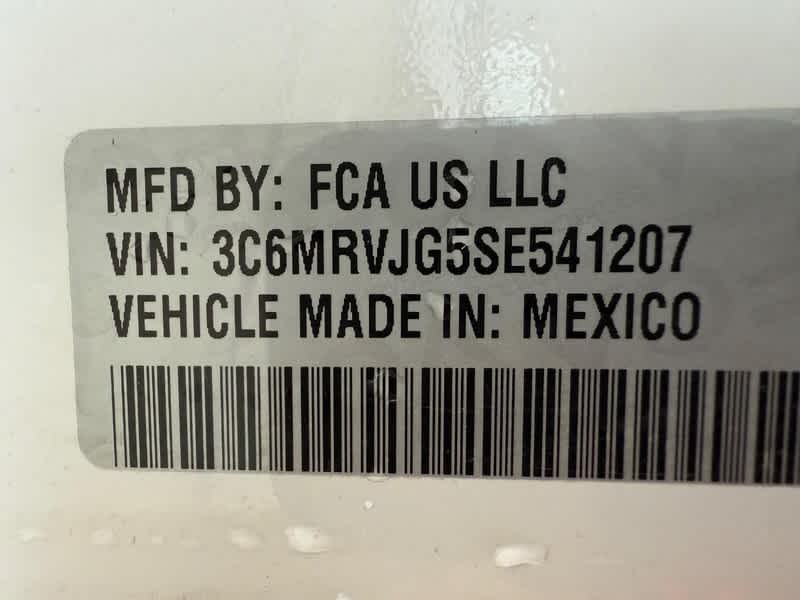 MFD BY: FCA US LLC
VIN: 3C6MRVJG5SE541207
VEHICLE MADE IN: MEXICO